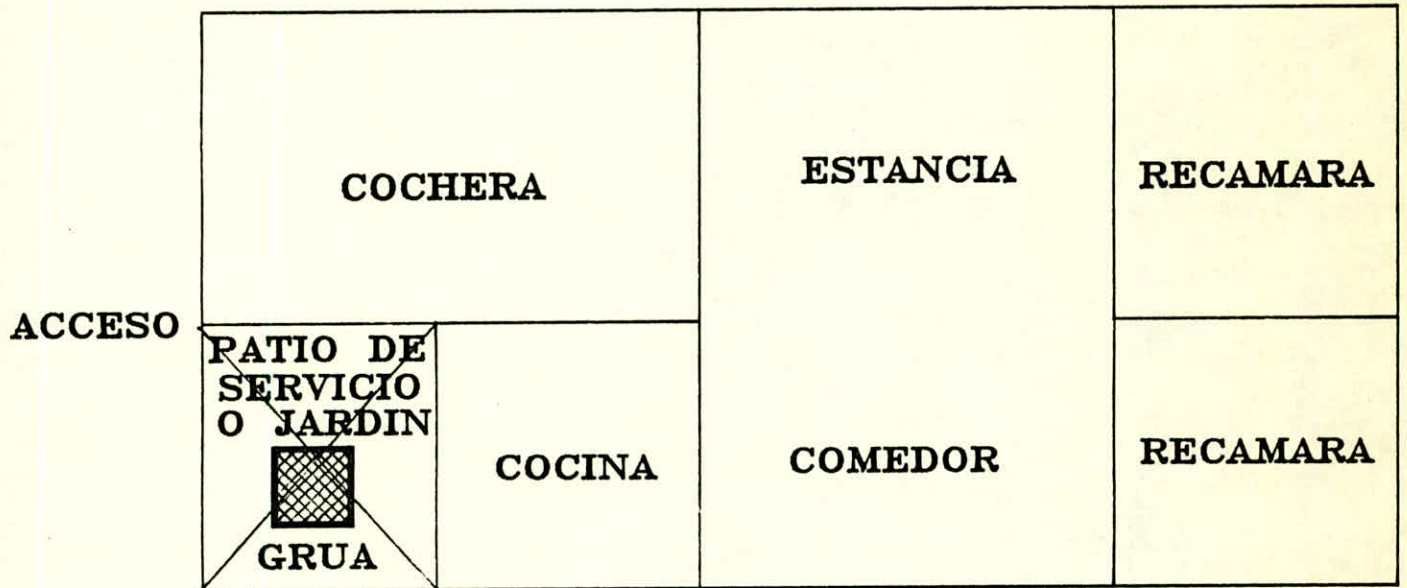 COCHERA
ESTANCIA
RECAMARA
ACCESO
PATIO DE
SERVICIO
O JARDIN
GRUA
COCINA
COMEDOR
RECAMARA